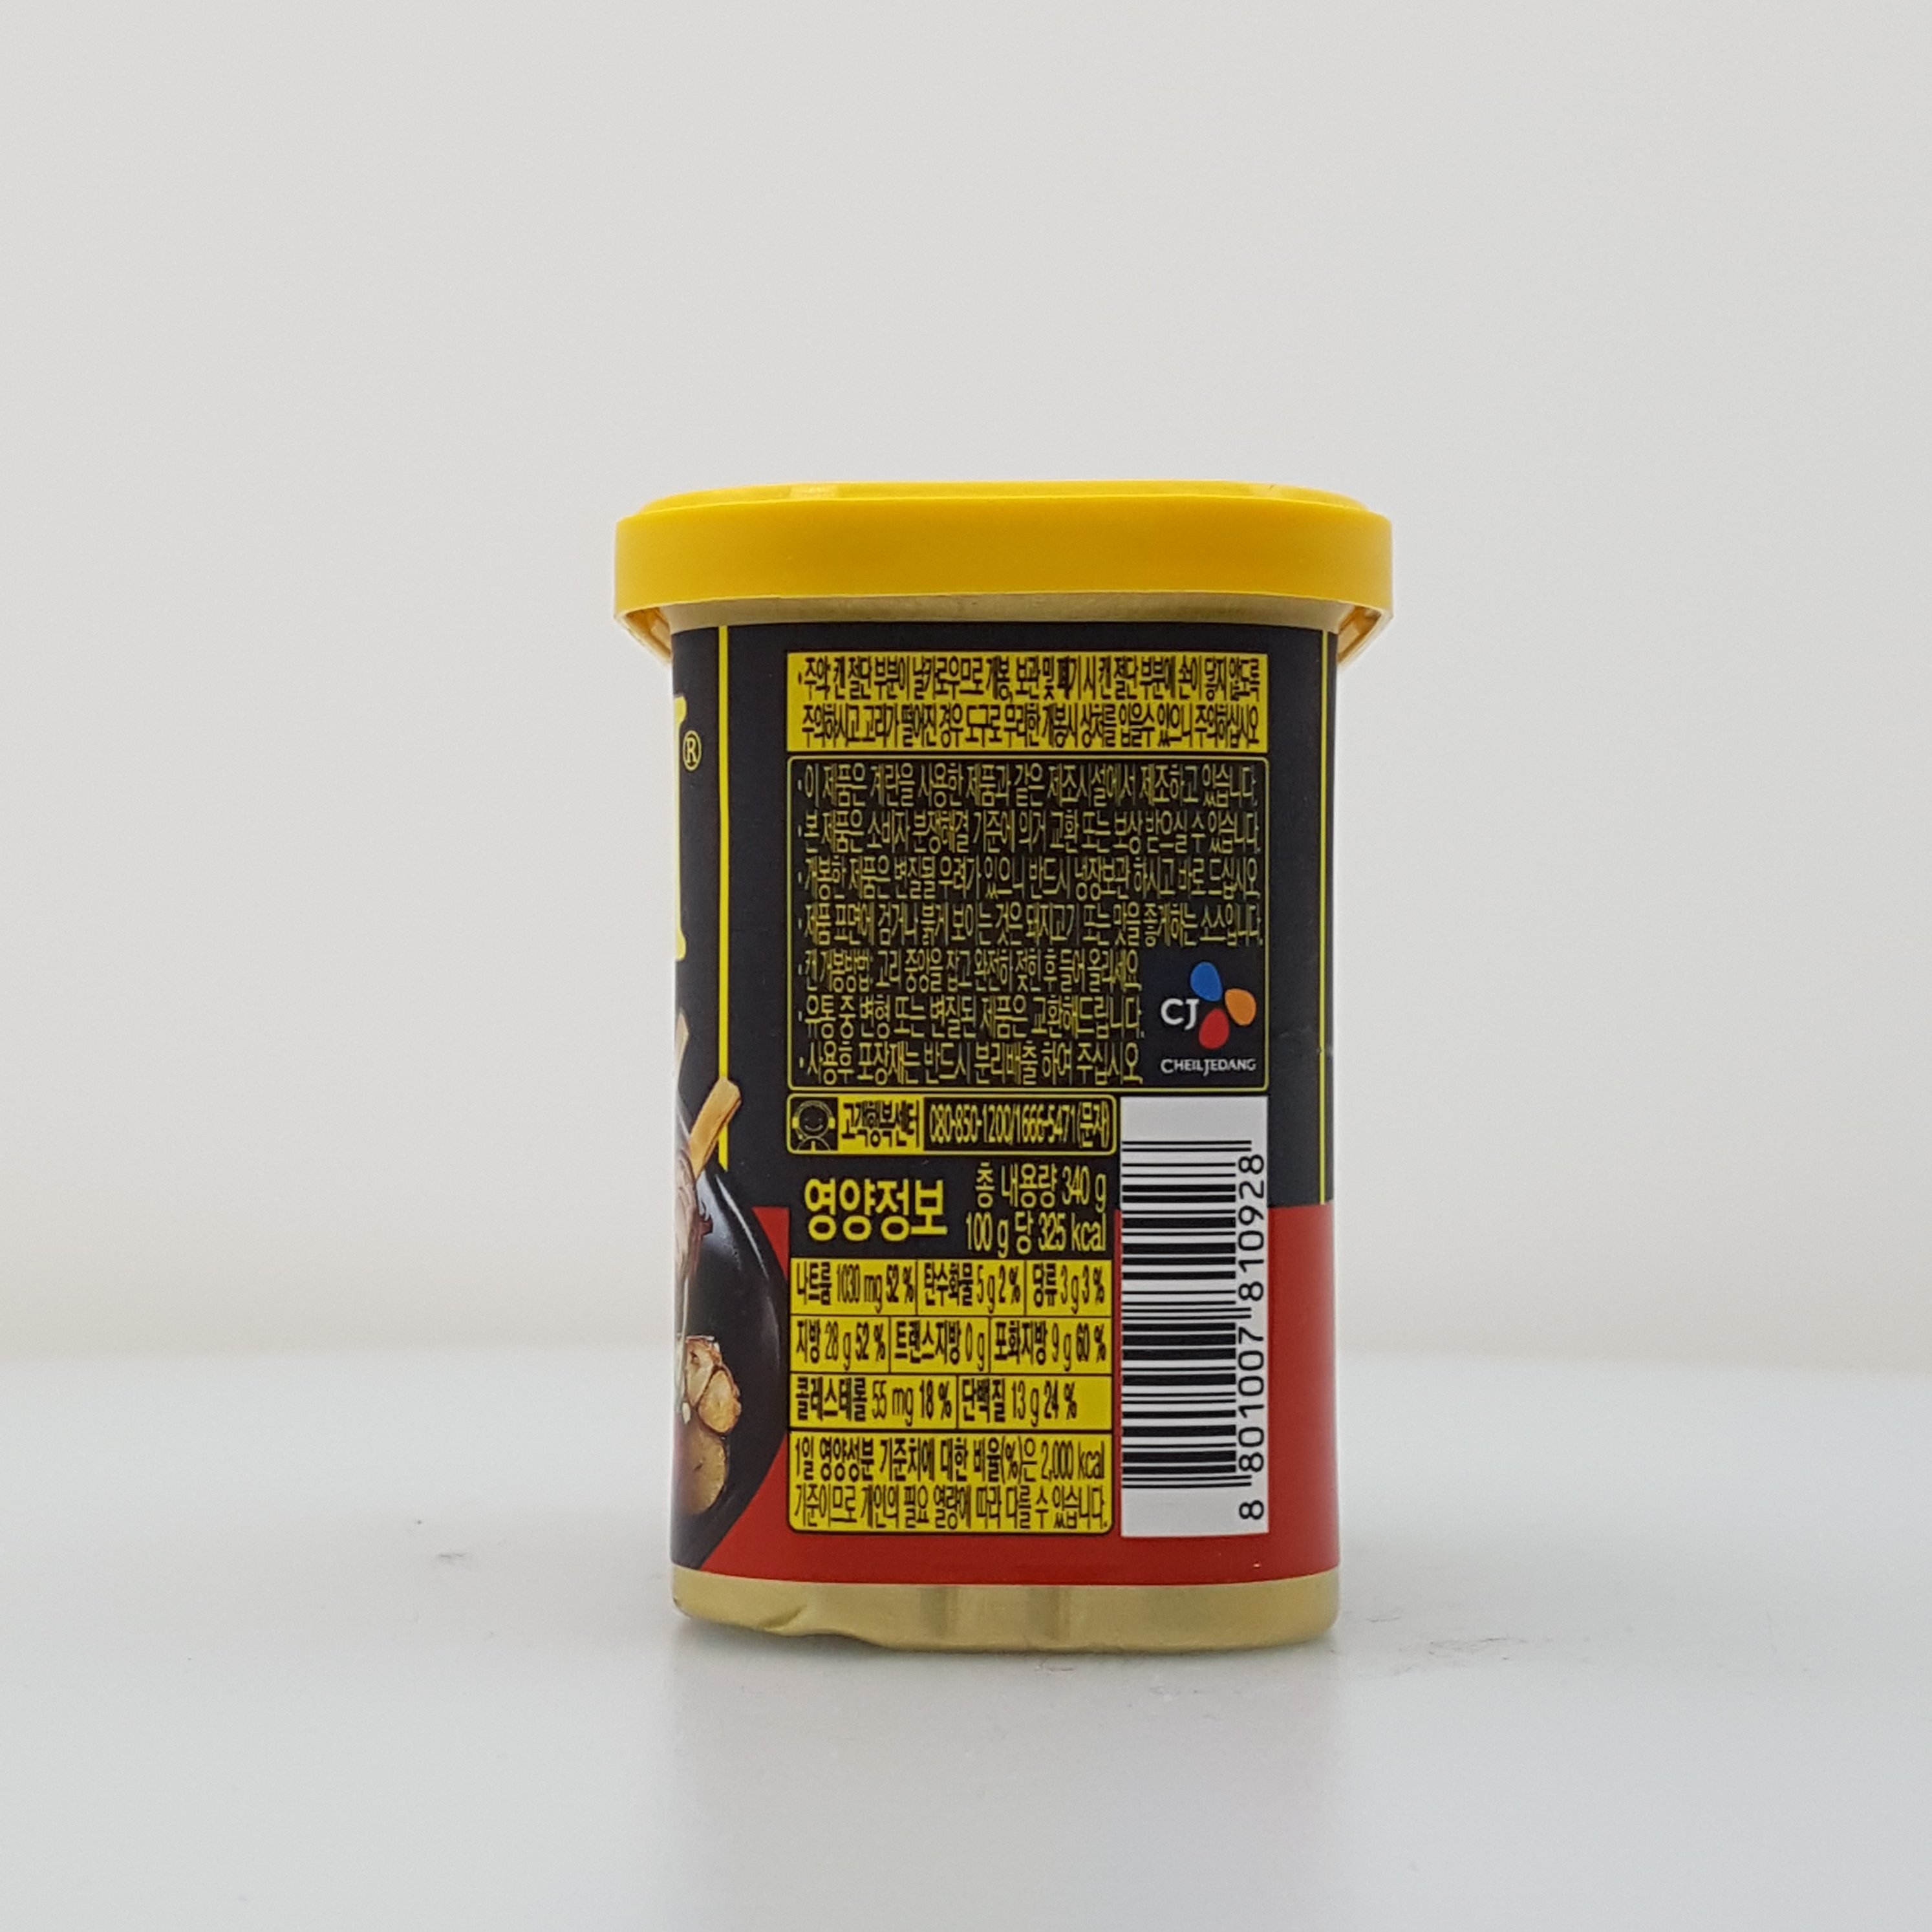 ®
•주의: 캔 절단 부분이 날카로우므로 개봉, 보관 및 폐기 시 캔 절단 부분에 손이 닿지 않도록
주의하시고 고리가 떨어진 경우 도구로 무리한 개봉시 상처를 입을수 있으니 주의하십시오
•이 제품은 계란을 사용한 제품과 같은 제조시설에서 제조하고 있습니다.
•본 제품은 소비자 분쟁해결 기준에 의거 교환 또는 보상 받으실 수 있습니다.
•개봉한 제품은 변질될 우려가 있으니 반드시 냉장보관 하시고 바로 드십시오.
•제품 표면에 검거나 붉게 보이는 것은 돼지고기 또는 맛을 좋게하는 소스입니다.
•캔 개봉방법: 고리 중앙을 잡고 완전히 젖힌 후 들어 올리세요.
•유통 중 변형 또는 변질된 제품은 교환해드립니다.
•사용후 포장재는 반드시 분리배출 하여 주십시오.
CJ
CHEILJEDANG
고객행복센터 080-850-1200/1666-5471(문자)
영양정보
총 내용량 340 g
100 g 당 325 kcal
나트륨 1030 mg 52 % 탄수화물 5 g 2 % 당류 3 g 3 %
지방 28 g 52 % 트랜스지방 0 g 포화지방 9 g 60 %
콜레스테롤 55 mg 18 % 단백질 13 g 24 %
1일 영양성분 기준치에 대한 비율(%)은 2,000 kcal
기준이므로 개인의 필요 열량에 따라 다를 수 있습니다.
8 801007 810928